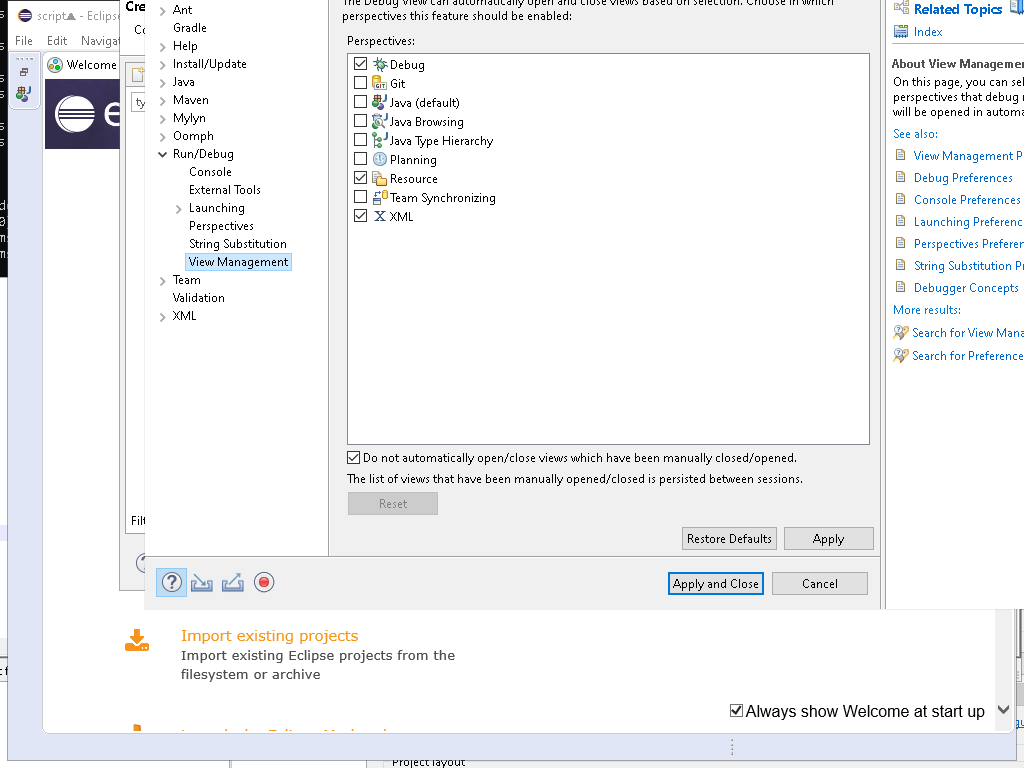 script - Eclipse
File Edit Navigat
Welcome
Cre
ty
Filt
Ant
Gradle
Help
Install/Update
Java
Maven
Mylyn
Oomph
Run/Debug
Console
External Tools
Launching
Perspectives
String Substitution
View Management
Team
Validation
XML
The Debug View can automatically open and close views based on selection. Choose in which
perspectives this feature should be enabled:
Perspectives:
Debug
Git
Java (default)
Java Browsing
Java Type Hierarchy
Planning
Resource
Team Synchronizing
XML
Do not automatically open/close views which have been manually closed/opened.
The list of views that have been manually opened/closed is persisted between sessions.
Reset
Restore Defaults Apply
Apply and Close Cancel
Related Topics
Index
About View Managemen
On this page, you can sel
perspectives that debug
will be opened in automa
See also:
View Management P
Debug Preferences
Console Preferences
Launching Preferenc
Perspectives Preferen
String Substitution Pr
Debugger Concepts
More results:
Search for View Mana
Search for Preference
Import existing projects
Import existing Eclipse projects from the
filesystem or archive
Always show Welcome at start up
Project layout